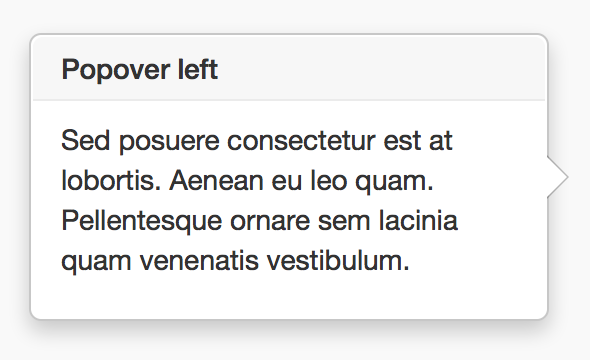 Popover left
Sed posuere consectetur est at
lobortis. Aenean eu leo quam.
Pellentesque ornare sem lacinia
quam venenatis vestibulum.